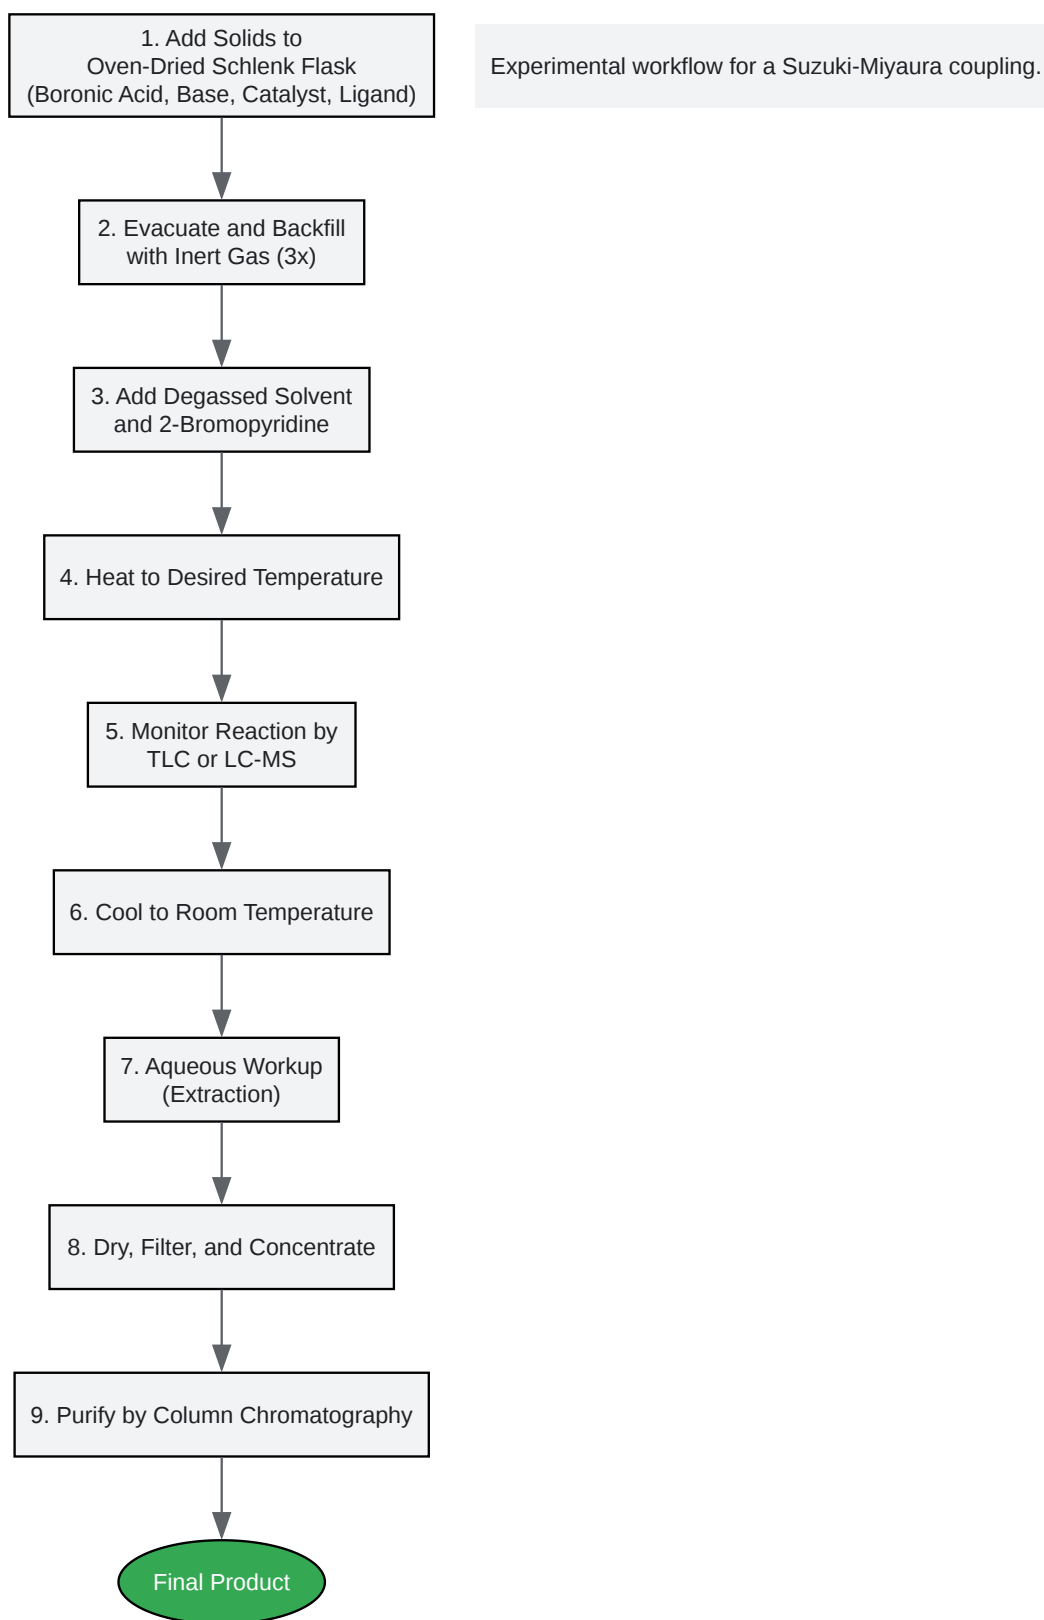 1. Add Solids to
Oven-Dried Schlenk Flask
(Boronic Acid, Base, Catalyst, Ligand)
Experimental workflow for a Suzuki-Miyaura coupling.
2. Evacuate and Backfill
with Inert Gas (3x)
3. Add Degassed Solvent
and 2-Bromopyridine
4. Heat to Desired Temperature
5. Monitor Reaction by
TLC or LC-MS
6. Cool to Room Temperature
7. Aqueous Workup
(Extraction)
8. Dry, Filter, and Concentrate
9. Purify by Column Chromatography
Final Product